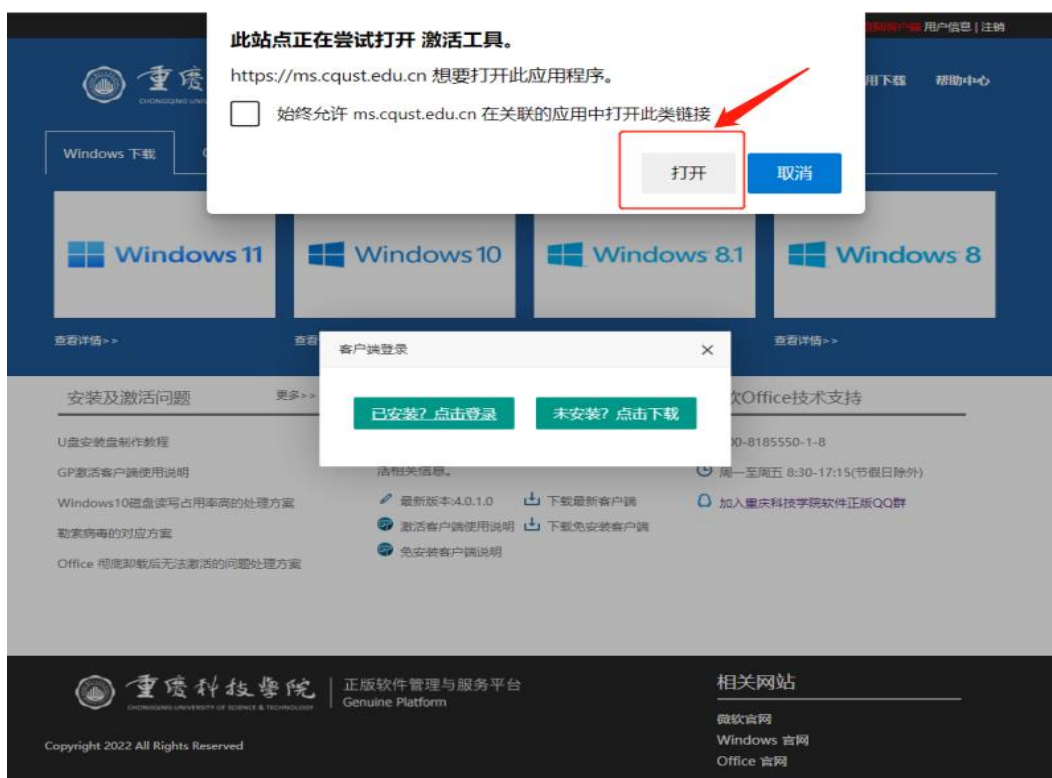 此站点正在尝试打开 激活工具。
https://ms.cqust.edu.cn 想要打开此应用程序。
始终允许 ms.cqust.edu.cn 在关联的应用中打开此类链接
打开
取消
用户信息 | 注销
重庆
用下载
帮助中心
Windows 下载
Windows 11
Windows 10
Windows 8.1
Windows 8
查看详情>>
查看
查看详情>>
客户端登录
×
已安装？点击登录
未安装？点击下载
安装及激活问题
更多>>
U盘安装盘制作教程
GP激活客户端使用说明
Windows10磁盘读写占用率高的处理方案
勒索病毒的对应方案
Office 彻底卸载后无法激活的问题处理方案
活相关信息。
最新版本:4.0.1.0
下载最新客户端
激活客户端使用说明
下载免安装客户端
免安装客户端说明
Office技术支持
00-8185550-1-8
周一至周五 8:30-17:15(节假日除外)
加入重庆科技学院软件正版QQ群
重庆科技學院
CHONGQING UNIVERSITY OF SCIENCE & TECHNOLOGY
正版软件管理与服务平台
Genuine Platform
Copyright 2022 All Rights Reserved
相关网站
微软官网
Windows 官网
Office 官网